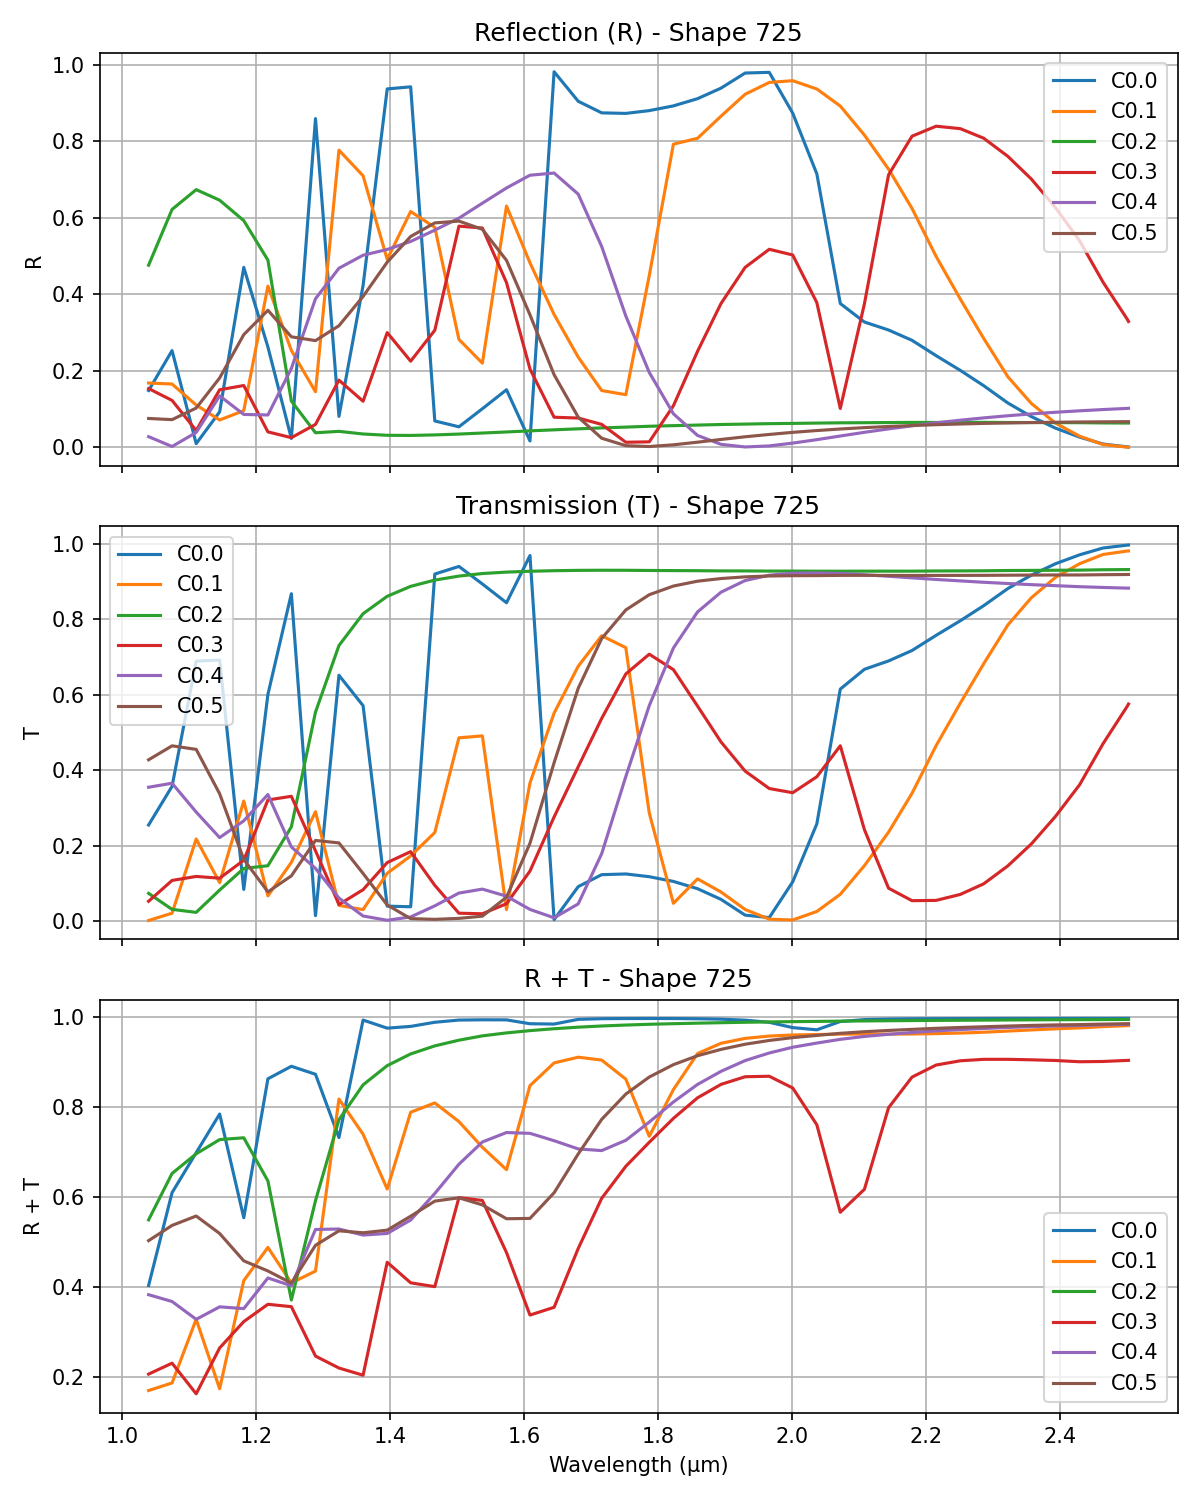 Reflection (R) - Shape 725
1.0
0.8
0.6
0.4
0.2
0.0
R
C0.0
C0.1
C0.2
C0.3
C0.4
C0.5
Transmission (T) - Shape 725
1.0
0.8
0.6
0.4
0.2
0.0
T
C0.0
C0.1
C0.2
C0.3
C0.4
C0.5
R + T - Shape 725
1.0
0.8
0.6
0.4
0.2
R + T
C0.0
C0.1
C0.2
C0.3
C0.4
C0.5
1.0 1.2 1.4 1.6 1.8 2.0 2.2 2.4
Wavelength (μm)